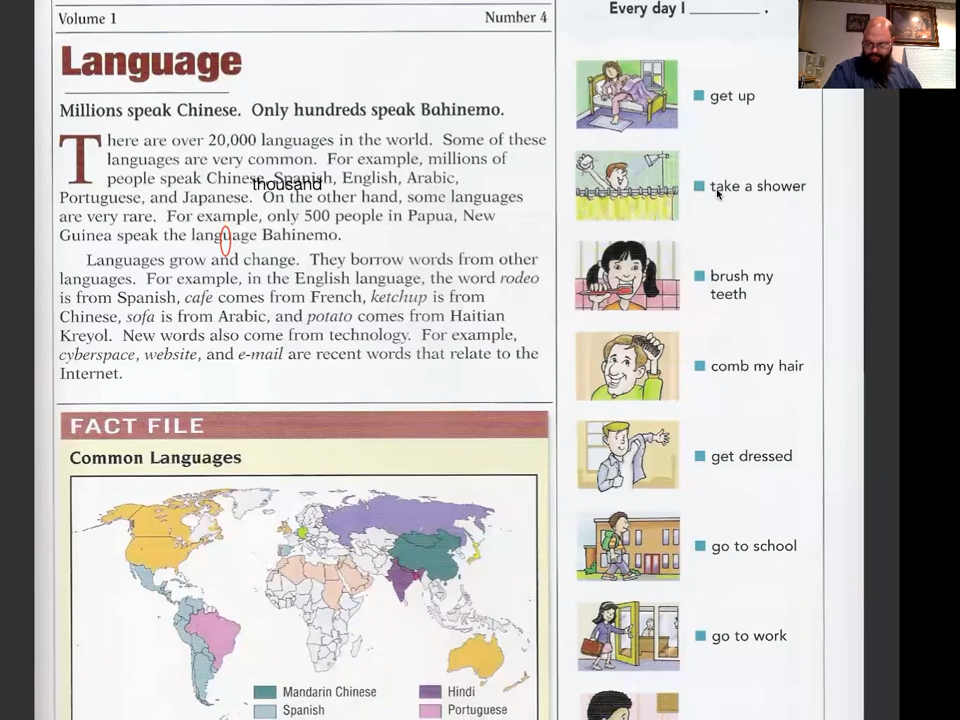 Volume 1
Number 4
Language
Millions speak Chinese. Only hundreds speak Bahinemo.
There are over 20,000 languages in the world. Some of these
languages are very common. For example, millions of
people speak Chinese, Spanish, English, Arabic,
thousand
Portuguese, and Japanese. On the other hand, some languages
are very rare. For example, only 500 people in Papua, New
Guinea speak the language Bahinemo.
Languages grow and change. They borrow words from other
languages. For example, in the English language, the word rodeo
is from Spanish, cafe comes from French, ketchup is from
Chinese, sofa is from Arabic, and potato comes from Haitian
Kreyol. New words also come from technology. For example,
cyberspace, website, and e-mail are recent words that relate to the
Internet.
FACT FILE
Common Languages
Mandarin Chinese
Hindi
Spanish
Portuguese
Every day I _________ .
get up
take a shower
brush my
teeth
comb my hair
get dressed
go to school
go to work